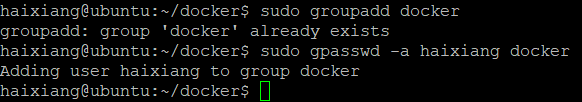 haixiang@ubuntu:~/docker$ sudo groupadd docker
groupadd: group 'docker' already exists
haixiang@ubuntu:~/docker$ sudo gpasswd -a haixiang docker
Adding user haixiang to group docker
haixiang@ubuntu:~/docker$